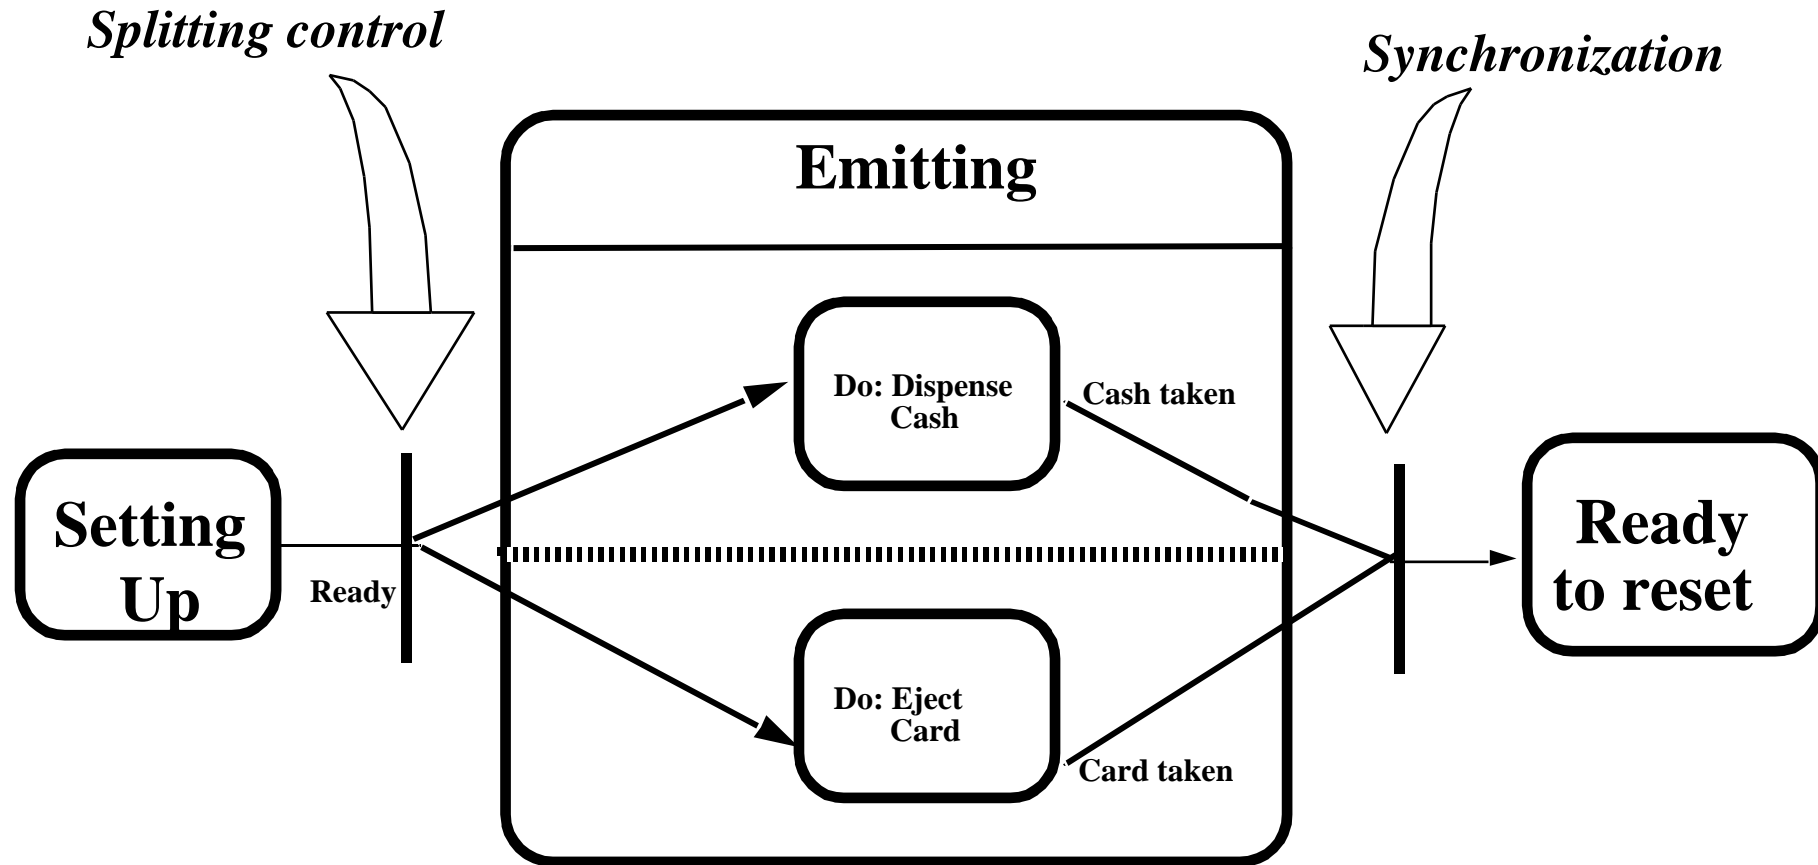 Splitting control
Synchronization
Emitting
Do: Dispense
Cash
Cash taken
Setting
Up
Ready
Ready
to reset
Do: Eject
Card
Card taken